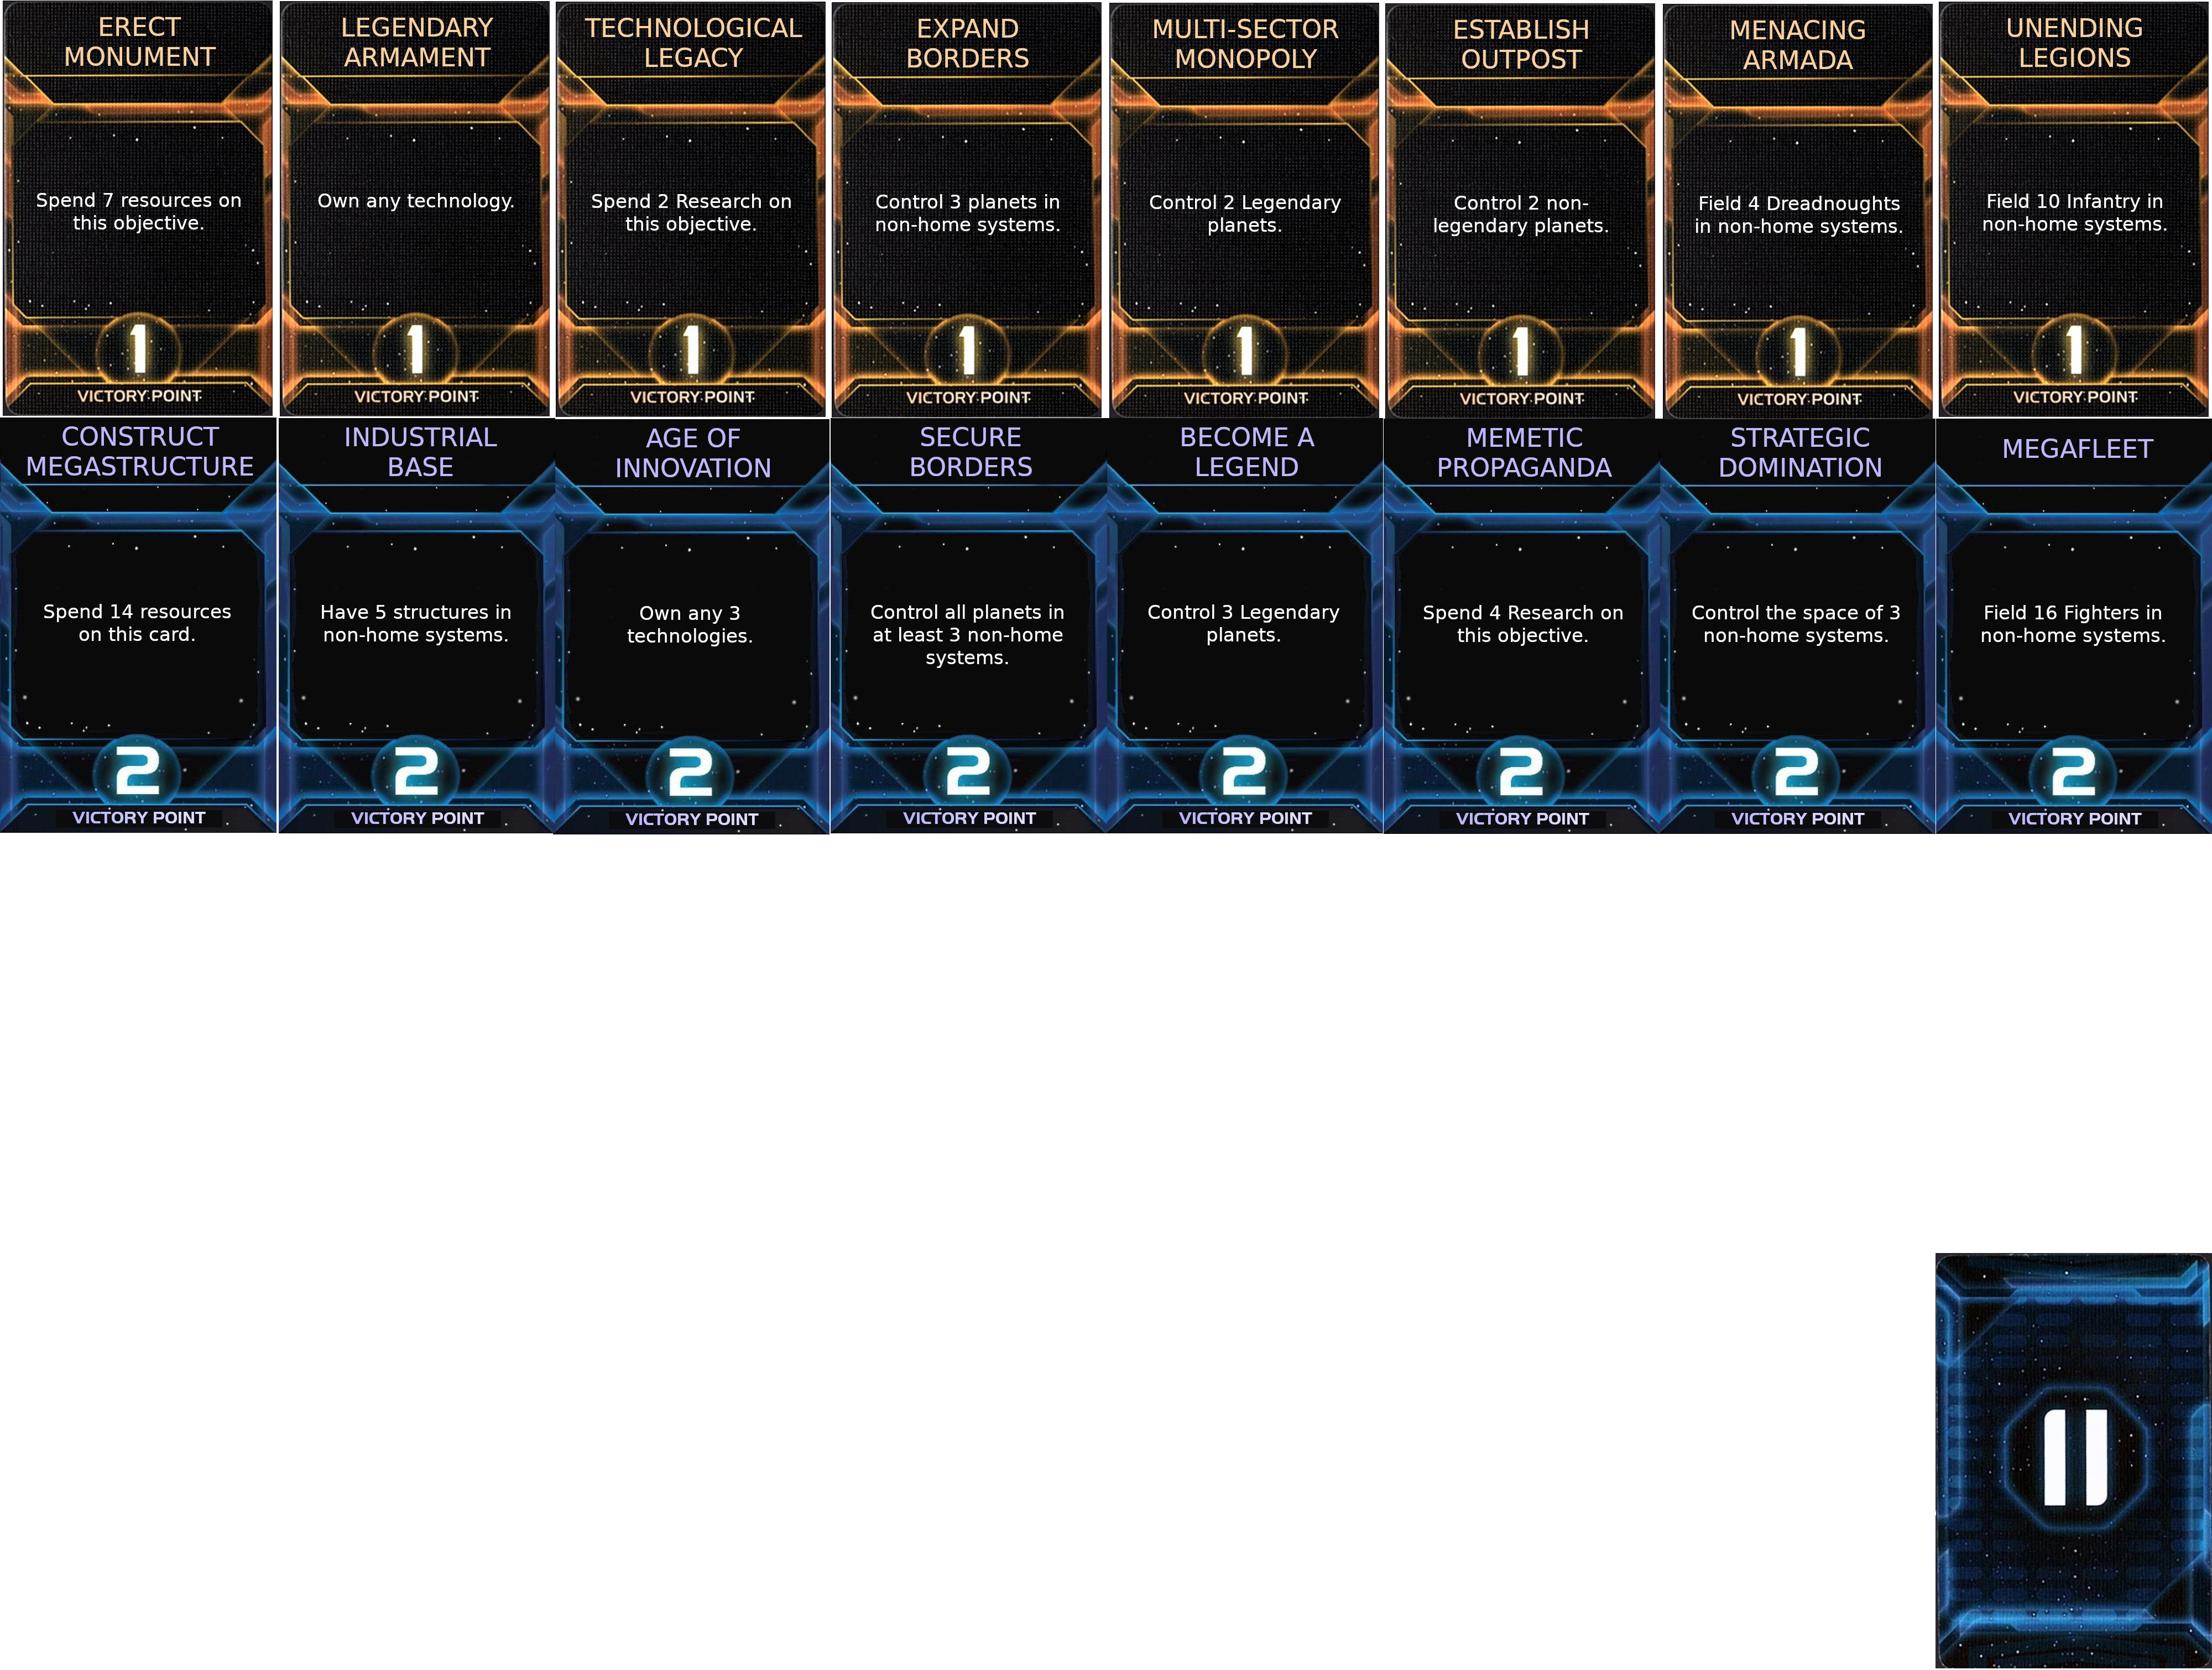 ERECT
MONUMENT
Spend 7 resources on
this objective.
1
VICTORY POINT
LEGENDARY
ARMAMENT
Own any technology.
1
VICTORY POINT
TECHNOLOGICAL
LEGACY
Spend 2 Research on
this objective.
1
VICTORY POINT
EXPAND
BORDERS
Control 3 planets in
non-home systems.
1
VICTORY POINT
MULTI-SECTOR
MONOPOLY
Control 2 Legendary
planets.
1
VICTORY POINT
ESTABLISH
OUTPOST
Control 2 non-
legendary planets.
1
VICTORY POINT
MENACING
ARMADA
Field 4 Dreadnoughts
in non-home systems.
1
VICTORY POINT
UNENDING
LEGIONS
Field 10 Infantry in
non-home systems.
1
VICTORY POINT
CONSTRUCT
MEGASTRUCTURE
Spend 14 resources
on this card.
2
VICTORY POINT
INDUSTRIAL
BASE
Have 5 structures in
non-home systems.
2
VICTORY POINT
AGE OF
INNOVATION
Own any 3
technologies.
2
VICTORY POINT
SECURE
BORDERS
Control all planets in
at least 3 non-home
systems.
2
VICTORY POINT
BECOME A
LEGEND
Control 3 Legendary
planets.
2
VICTORY POINT
MEMETIC
PROPAGANDA
Spend 4 Research on
this objective.
2
VICTORY POINT
STRATEGIC
DOMINATION
Control the space of 3
non-home systems.
2
VICTORY POINT
MEGAFLEET
Field 16 Fighters in
non-home systems.
2
VICTORY POINT
II